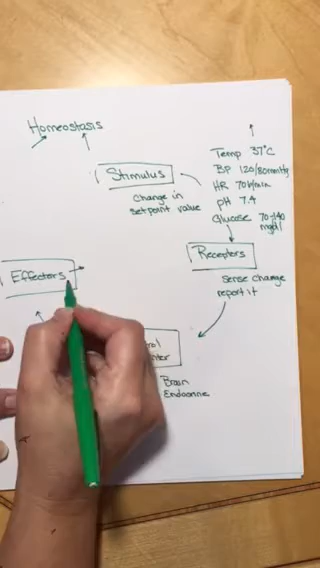 Homeostasis
Stimulus
Change in
setpoint value
Temp 37°C
BP 120/80mmHg
HR 70b/min
pH 7.4
Glucose 70-140
mg/dl
Receptors
sense change
report it
Effectors
Brain
Endocrine